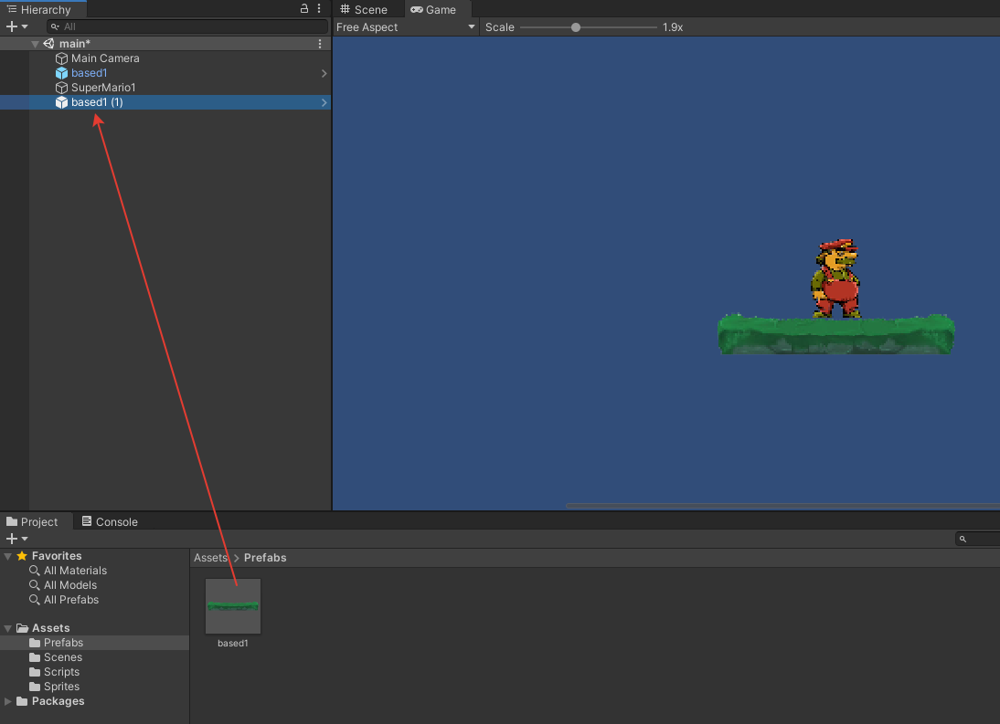 Hierarchy
All
main*
Main Camera
based1
SuperMario1
based1 (1)
Scene
Game
Free Aspect
Scale
1.9x
Project
Console
Favorites
All Materials
All Models
All Prefabs
Assets
Prefabs
Scenes
Scripts
Sprites
Packages
Assets > Prefabs
based1